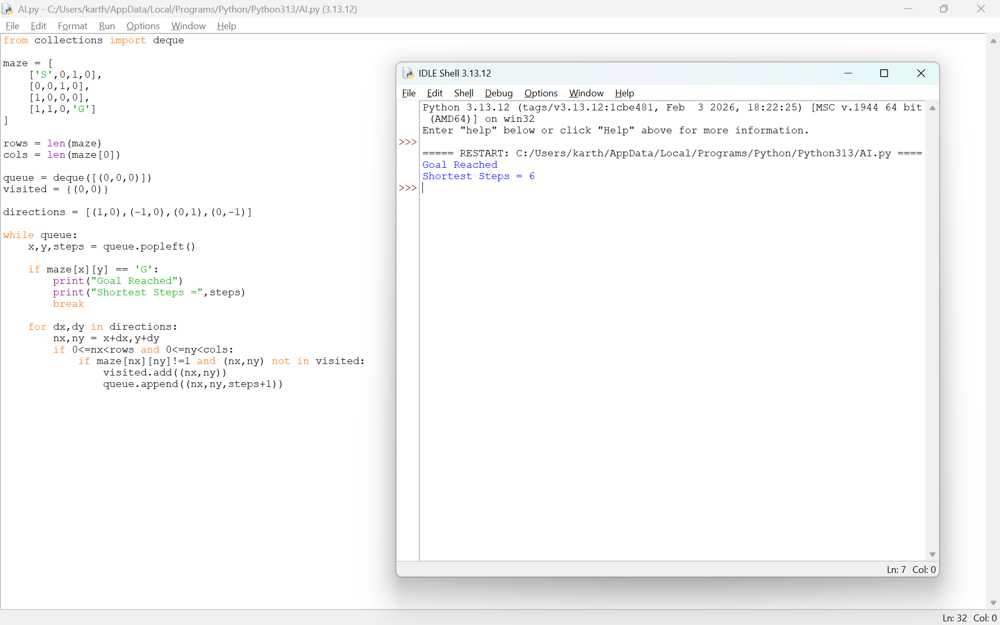 AI.py - C:/Users/karth/AppData/Local/Programs/Python/Python313/AI.py (3.13.12)
File Edit Format Run Options Window Help
from collections import deque
maze = [
    ['S',0,1,0],
    [0,0,1,0],
    [1,0,0,0],
    [1,1,0,'G']
]
rows = len(maze)
cols = len(maze[0])
queue = deque([(0,0,0)])
visited = {(0,0)}
directions = [(1,0),(-1,0),(0,1),(0,-1)]
while queue:
    x,y,steps = queue.popleft()
    if maze[x][y] == 'G':
        print("Goal Reached")
        print("Shortest Steps =",steps)
        break
    for dx,dy in directions:
        nx,ny = x+dx,y+dy
        if 0<=nx<rows and 0<=ny<cols:
            if maze[nx][ny]!=1 and (nx,ny) not in visited:
                visited.add((nx,ny))
                queue.append((nx,ny,steps+1))
IDLE Shell 3.13.12
File Edit Shell Debug Options Window Help
Python 3.13.12 (tags/v3.13.12:1cbe481, Feb  3 2026, 18:22:25) [MSC v.1944 64 bit
 (AMD64)] on win32
Enter "help" below or click "Help" above for more information.
>>>
===== RESTART: C:/Users/karth/AppData/Local/Programs/Python/Python313/AI.py ====
Goal Reached
Shortest Steps = 6
>>>
Ln: 7 Col: 0
Ln: 32 Col: 0